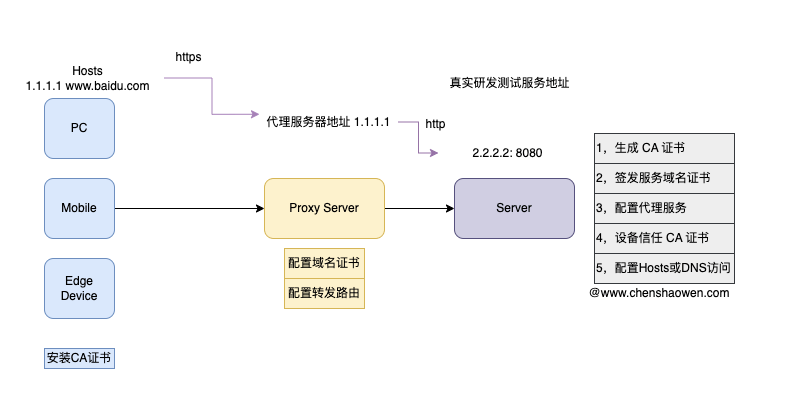 https
Hosts
1.1.1.1 www.baidu.com
真实研发测试服务地址
代理服务器地址 1.1.1.1
http
PC
2.2.2.2: 8080
1，生成 CA 证书
2，签发服务域名证书
3，配置代理服务
4，设备信任 CA 证书
5，配置Hosts或DNS访问
@www.chenshaowen.com
Mobile
Proxy Server
Server
配置域名证书
配置转发路由
Edge
Device
安装CA证书